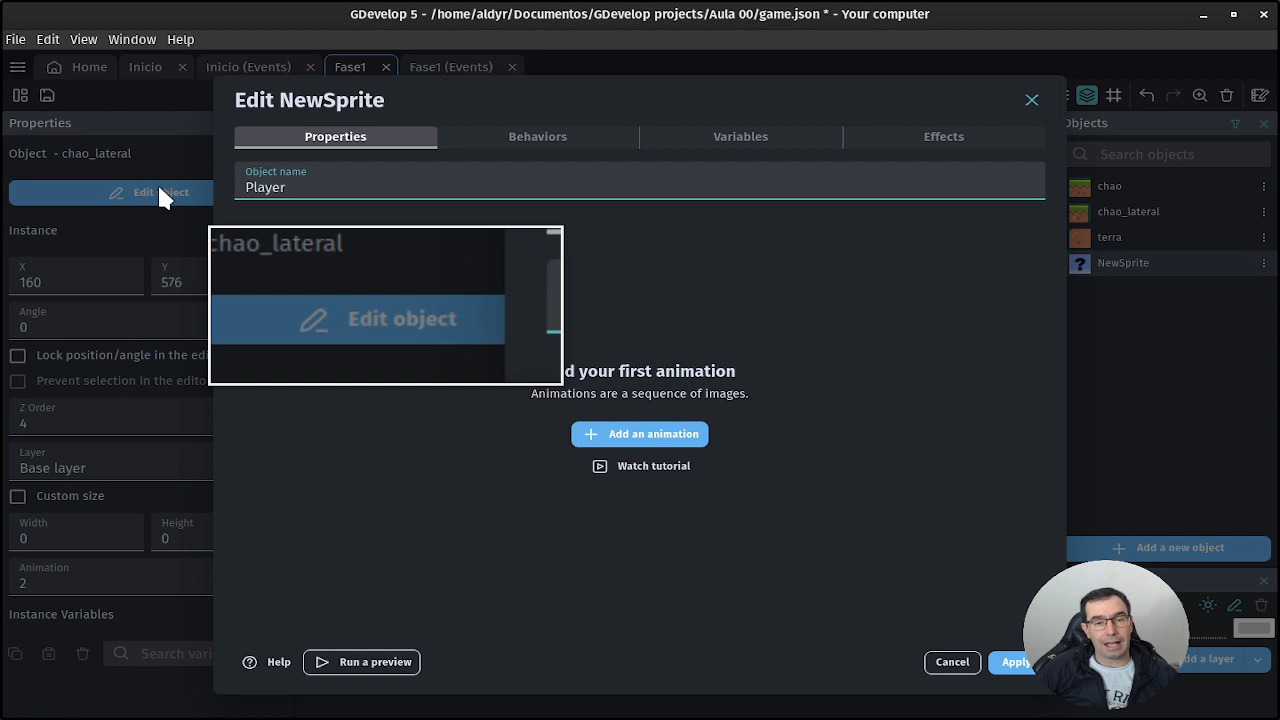 GDevelop 5 - /home/aldyr/Documentos/GDevelop projects/Aula 00/game.json * - Your computer
File Edit View Window Help
Home Inicio Inicio (Events) Fase1 Fase1 (Events)
Properties
Object - chao_lateral
Edit object
Instance
X
160
Y
576
Angle
0
Lock position/angle in the edi
Prevent selection in the edito
Z Order
4
Layer
Base layer
Custom size
Width
0
Height
0
Animation
2
Instance Variables
Search vari
Edit NewSprite
Properties Behaviors Variables Effects
Object name
Player
chao_lateral
Edit object
d your first animation
Animations are a sequence of images.
Add an animation
Watch tutorial
Help Run a preview Cancel Apply
Objects
Search objects
chao
chao_lateral
terra
NewSprite
Add a new object
d a layer